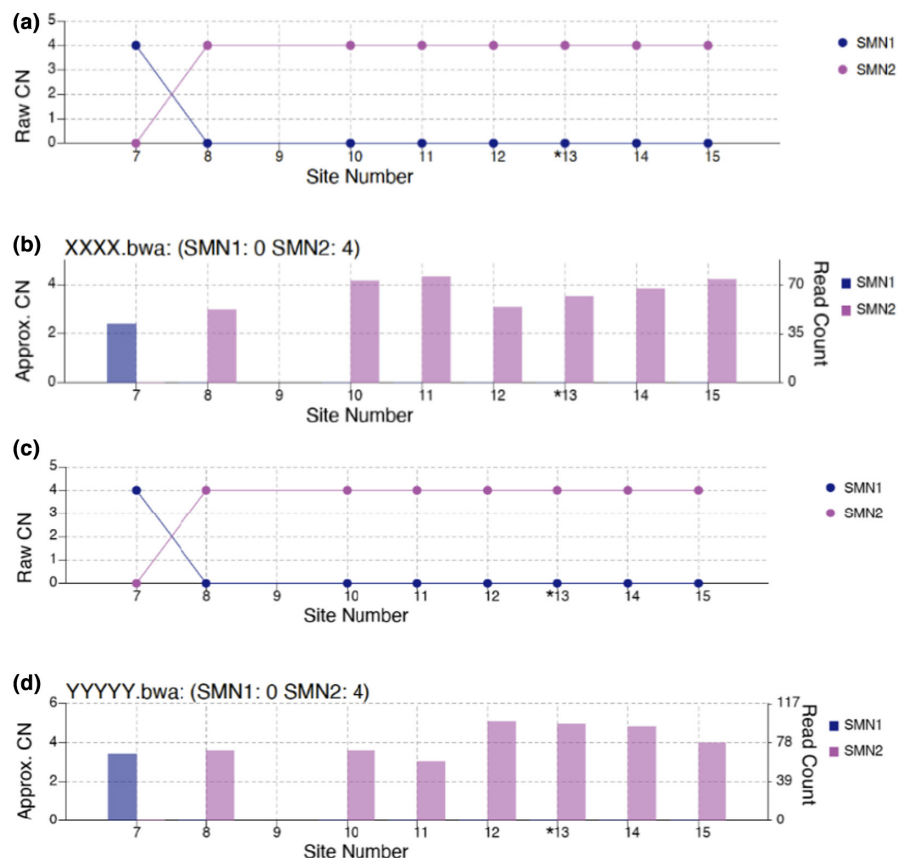 (a)
Raw CN
5
4
3
2
1
0
7 8 9 10 11 12 *13 14 15
Site Number
SMN1
SMN2
(b)
XXXX.bwa: (SMN1: 0 SMN2: 4)
Approx. CN
4
2
0
70
35
0
Read Count
7 8 9 10 11 12 *13 14 15
Site Number
SMN1
SMN2
(c)
Raw CN
5
4
3
2
1
0
7 8 9 10 11 12 *13 14 15
Site Number
SMN1
SMN2
(d)
YYYYY.bwa: (SMN1: 0 SMN2: 4)
Approx. CN
6
4
2
0
117
78
39
0
Read Count
7 8 9 10 11 12 *13 14 15
Site Number
SMN1
SMN2